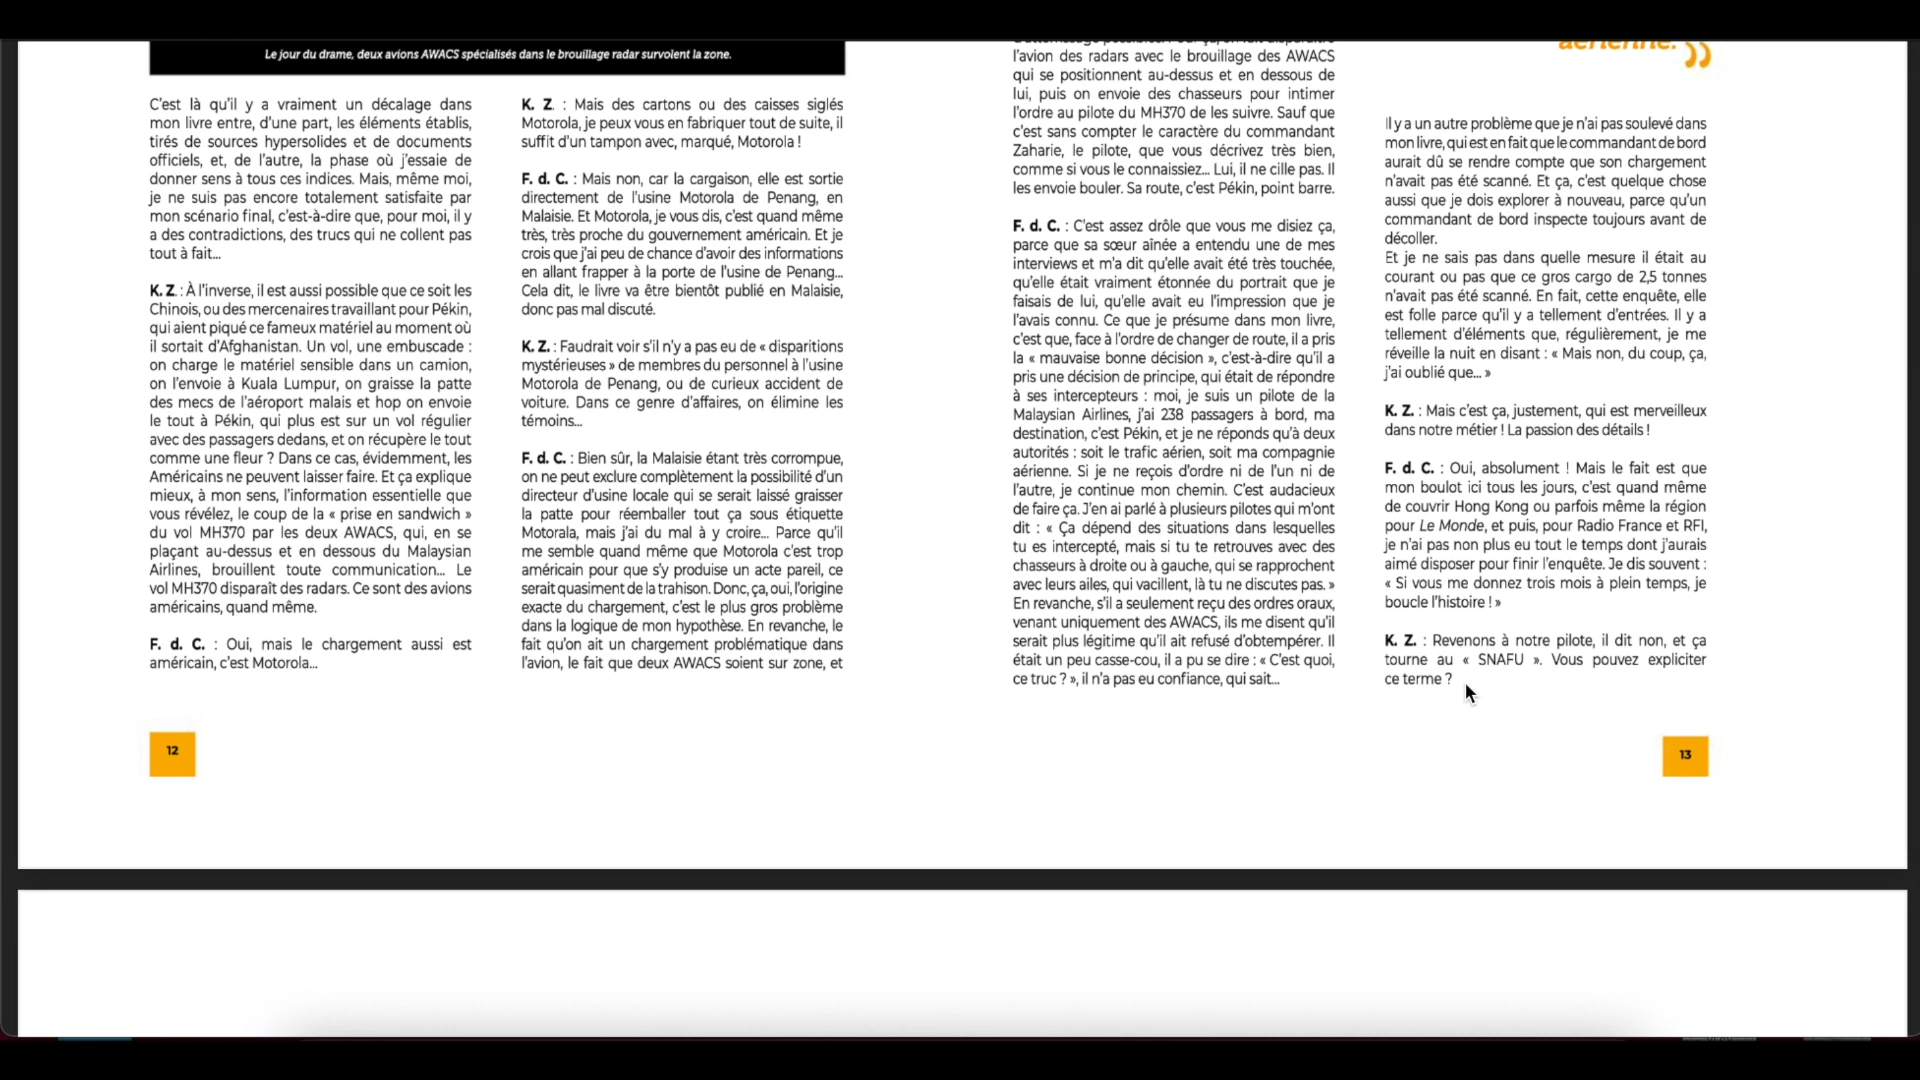 Le jour du drame, deux avions AWACS spécialisés dans le brouillage radar survolent la zone.
C'est là qu'il y a vraiment un décalage dans
mon livre entre, d'une part, les éléments établis,
tirés de sources hypersolides et de documents
officiels, et, de l'autre, la phase où j'essaie de
donner sens à tous ces indices. Mais, même moi,
je ne suis pas encore totalement satisfaite par
mon scénario final, c'est-à-dire que, pour moi, il y
a des contradictions, des trucs qui ne collent pas
tout à fait...
K. Z. : À l'inverse, il est aussi possible que ce soit les
Chinois, ou des mercenaires travaillant pour Pékin,
qui aient piqué ce fameux matériel au moment où
il sortait d'Afghanistan. Un vol, une embuscade :
on charge le matériel sensible dans un camion,
on l'envoie à Kuala Lumpur, on graisse la patte
des mecs de l'aéroport malais et hop on envoie
le tout à Pékin, qui plus est sur un vol régulier
avec des passagers dedans, et on récupère le tout
comme une fleur ? Dans ce cas, évidemment, les
Américains ne peuvent laisser faire. Et ça explique
mieux, à mon sens, l'information essentielle que
vous révélez, le coup de la « prise en sandwich »
du vol MH370 par les deux AWACS, qui, en se
plaçant au-dessus et en dessous du Malaysian
Airlines, brouillent toute communication... Le
vol MH370 disparaît des radars. Ce sont des avions
américains, quand même.
F. d. C. : Oui, mais le chargement aussi est
américain, c'est Motorola...
K. Z. : Mais des cartons ou des caisses siglés
Motorola, je peux vous en fabriquer tout de suite, il
suffit d'un tampon avec, marqué, Motorola !
F. d. C. : Mais non, car la cargaison, elle est sortie
directement de l'usine Motorola de Penang, en
Malaisie. Et Motorola, je vous dis, c'est quand même
très, très proche du gouvernement américain. Et je
crois que j'ai peu de chance d'avoir des informations
en allant frapper à la porte de l'usine de Penang...
Cela dit, le livre va être bientôt publié en Malaisie,
donc pas mal discuté.
K. Z. : Faudrait voir s'il n'y a pas eu de « disparitions
mystérieuses » de membres du personnel à l'usine
Motorola de Penang, ou de curieux accident de
voiture. Dans ce genre d'affaires, on élimine les
témoins...
F. d. C. : Bien sûr, la Malaisie étant très corrompue,
on ne peut exclure complètement la possibilité d'un
directeur d'usine locale qui se serait laissé graisser
la patte pour réemballer tout ça sous étiquette
Motorala, mais j'ai du mal à y croire... Parce qu'il
me semble quand même que Motorola c'est trop
américain pour que s'y produise un acte pareil, ce
serait quasiment de la trahison. Donc, ça, oui, l'origine
exacte du chargement, c'est le plus gros problème
dans la logique de mon hypothèse. En revanche, le
fait qu'on ait un chargement problématique dans
l'avion, le fait que deux AWACS soient sur zone, et
12
l'avion des radars avec le brouillage des AWACS
qui se positionnent au-dessus et en dessous de
lui, puis on envoie des chasseurs pour intimer
l'ordre au pilote du MH370 de les suivre. Sauf que
c'est sans compter le caractère du commandant
Zaharie, le pilote, que vous décrivez très bien,
comme si vous le connaissiez... Lui, il ne cille pas. Il
les envoie bouler. Sa route, c'est Pékin, point barre.
F. d. C. : C'est assez drôle que vous me disiez ça,
parce que sa sœur aînée a entendu une de mes
interviews et m'a dit qu'elle avait été très touchée,
qu'elle était vraiment étonnée du portrait que je
faisais de lui, qu'elle avait eu l'impression que je
l'avais connu. Ce que je présume dans mon livre,
c'est que, face à l'ordre de changer de route, il a pris
la « mauvaise bonne décision », c'est-à-dire qu'il a
pris une décision de principe, qui était de répondre
à ses intercepteurs : moi, je suis un pilote de la
Malaysian Airlines, j'ai 238 passagers à bord, ma
destination, c'est Pékin, et je ne réponds qu'à deux
autorités : soit le trafic aérien, soit ma compagnie
aérienne. Si je ne reçois d'ordre ni de l'un ni de
l'autre, je continue mon chemin. C'est audacieux
de faire ça. J'en ai parlé à plusieurs pilotes qui m'ont
dit : « Ça dépend des situations dans lesquelles
tu es intercepté, mais si tu te retrouves avec des
chasseurs à droite ou à gauche, qui se rapprochent
avec leurs ailes, qui vacillent, là tu ne discutes pas. »
En revanche, s'il a seulement reçu des ordres oraux,
venant uniquement des AWACS, ils me disent qu'il
serait plus légitime qu'il ait refusé d'obtempérer. Il
était un peu casse-cou, il a pu se dire : « C'est quoi,
ce truc ? », il n'a pas eu confiance, qui sait...
aérienne. ”
Il y a un autre problème que je n'ai pas soulevé dans
mon livre, qui est en fait que le commandant de bord
aurait dû se rendre compte que son chargement
n'avait pas été scanné. Et ça, c'est quelque chose
aussi que je dois explorer à nouveau, parce qu'un
commandant de bord inspecte toujours avant de
décoller.
Et je ne sais pas dans quelle mesure il était au
courant ou pas que ce gros cargo de 2,5 tonnes
n'avait pas été scanné. En fait, cette enquête, elle
est folle parce qu'il y a tellement d'entrées. Il y a
tellement d'éléments que, régulièrement, je me
réveille la nuit en disant : « Mais non, du coup, ça,
j'ai oublié que... »
K. Z. : Mais c'est ça, justement, qui est merveilleux
dans notre métier ! La passion des détails !
F. d. C. : Oui, absolument ! Mais le fait est que
mon boulot ici tous les jours, c'est quand même
de couvrir Hong Kong ou parfois même la région
pour Le Monde, et puis, pour Radio France et RFI,
je n'ai pas non plus eu tout le temps dont j'aurais
aimé disposer pour finir l'enquête. Je dis souvent :
« Si vous me donnez trois mois à plein temps, je
boucle l'histoire ! »
K. Z. : Revenons à notre pilote, il dit non, et ça
tourne au « SNAFU ». Vous pouvez expliciter
ce terme ?
13